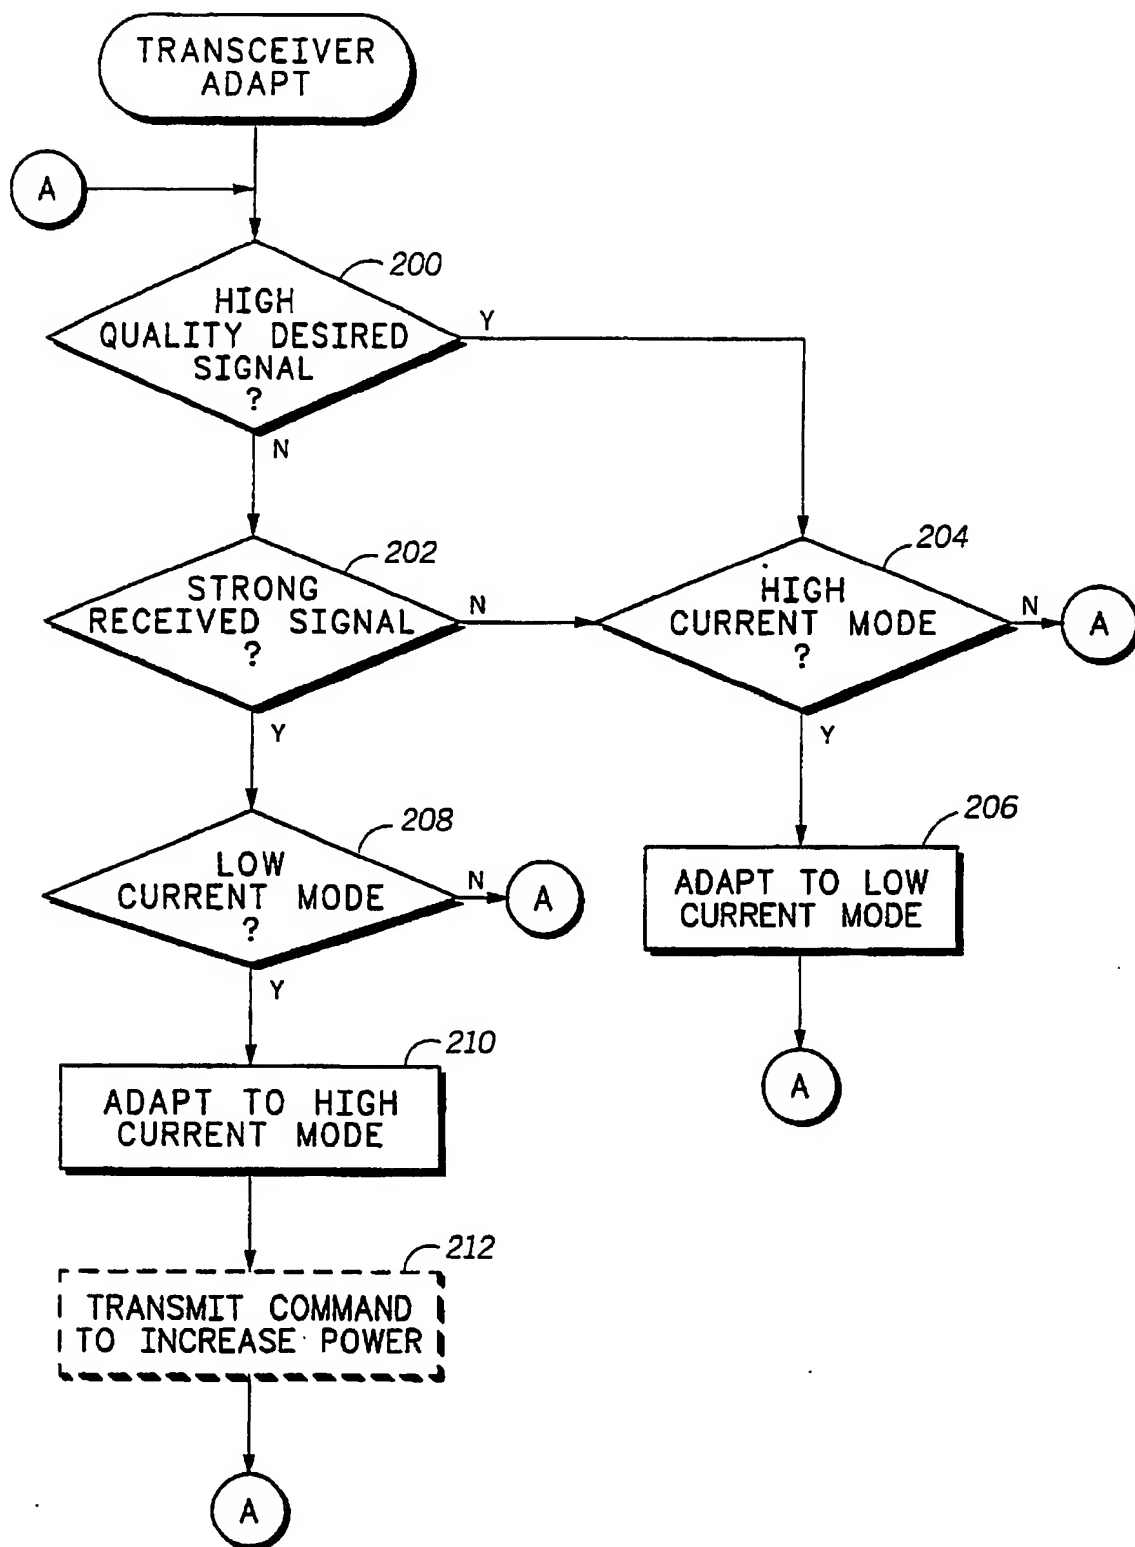 TRANSCEIVER
ADAPT
A
200
HIGH
QUALITY DESIRED
SIGNAL
?
Y
N
202
STRONG
RECEIVED SIGNAL
?
N
Y
204
HIGH
CURRENT MODE
?
N
A
Y
208
LOW
CURRENT MODE
?
N
A
Y
206
ADAPT TO LOW
CURRENT MODE
A
210
ADAPT TO HIGH
CURRENT MODE
212
TRANSMIT COMMAND
TO INCREASE POWER
A